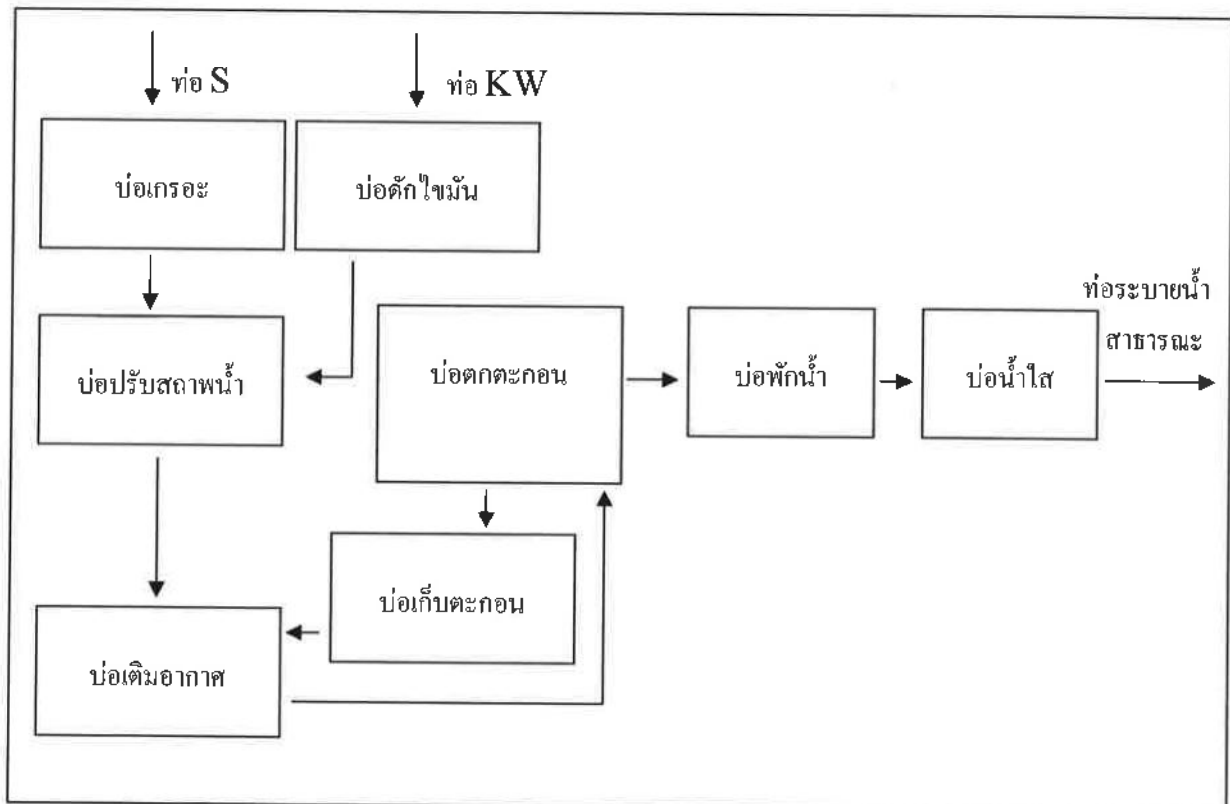 ท่อ S
ท่อ KW
บ่อเกรอะ
บ่อดักไขมัน
ท่อระบายน้ำ
สาธารณะ
บ่อปรับสถาพน้ำ
บ่อตกตะกอน
บ่อพักน้ำ
บ่อน้ำใส
บ่อเก็บตะกอน
บ่อเติมอากาศ